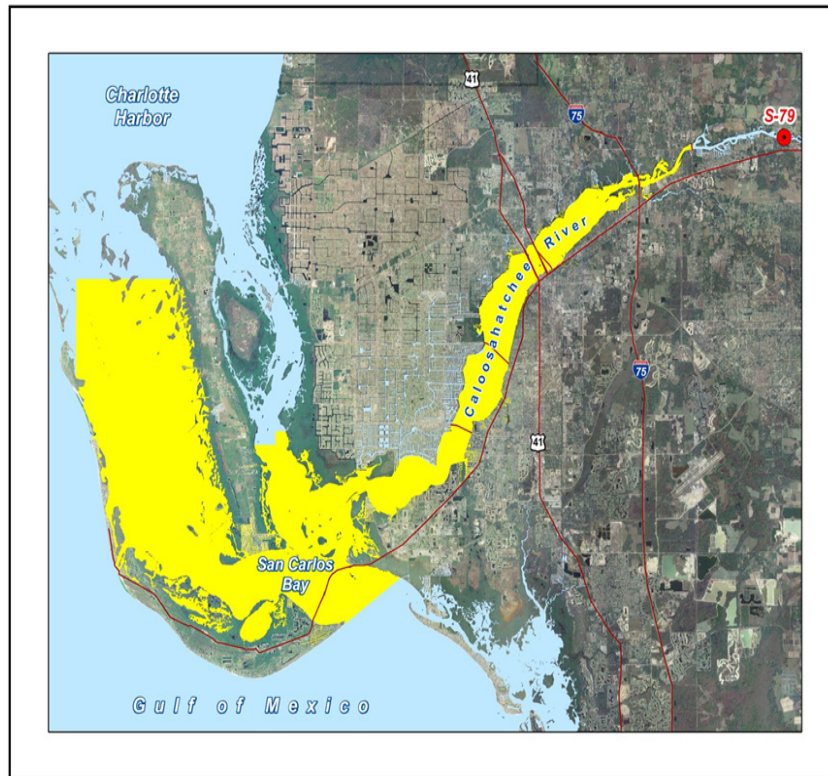 Charlotte
Harbor
41
75
S-79
Caloosahatchee River
75
41
San Carlos
Bay
Gulf of Mexico